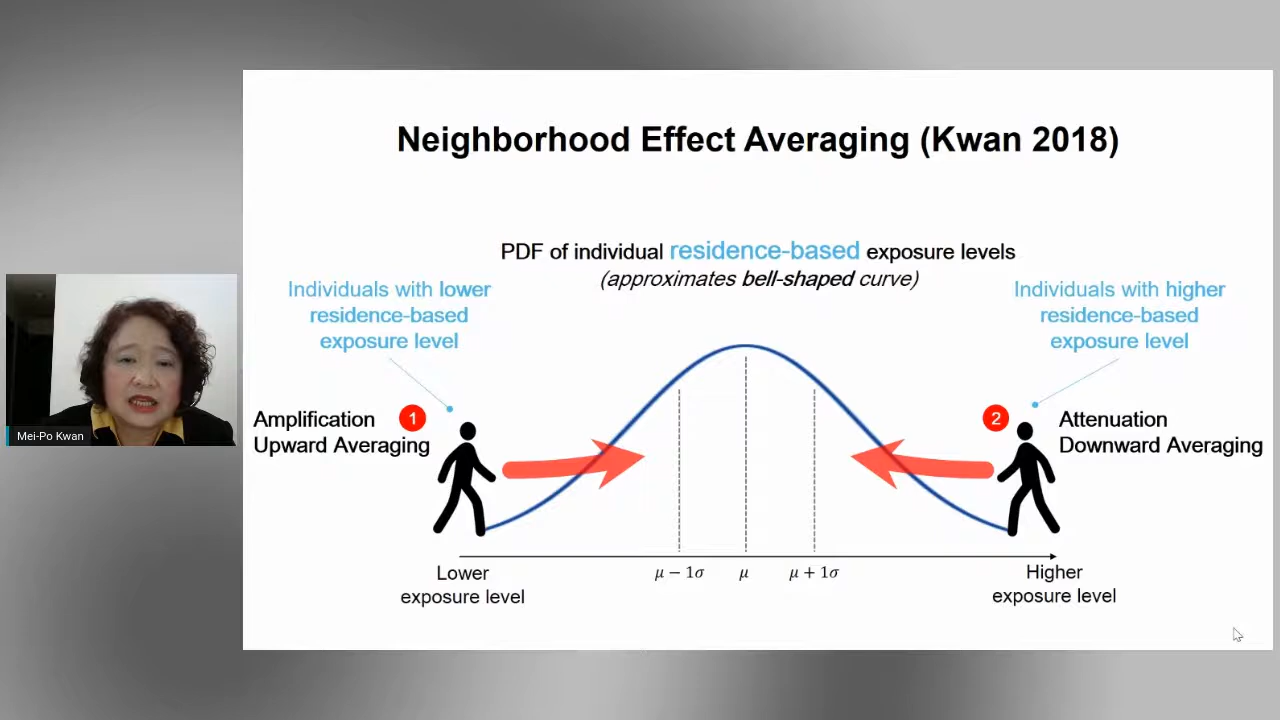 Neighborhood Effect Averaging (Kwan 2018)
PDF of individual residence-based exposure levels
(approximates bell-shaped curve)
Individuals with lower
residence-based
exposure level
Individuals with higher
residence-based
exposure level
Amplification
Upward Averaging
1
2
Attenuation
Downward Averaging
Mei-Po Kwan
μ − 1σ
μ
μ + 1σ
Lower
exposure level
Higher
exposure level